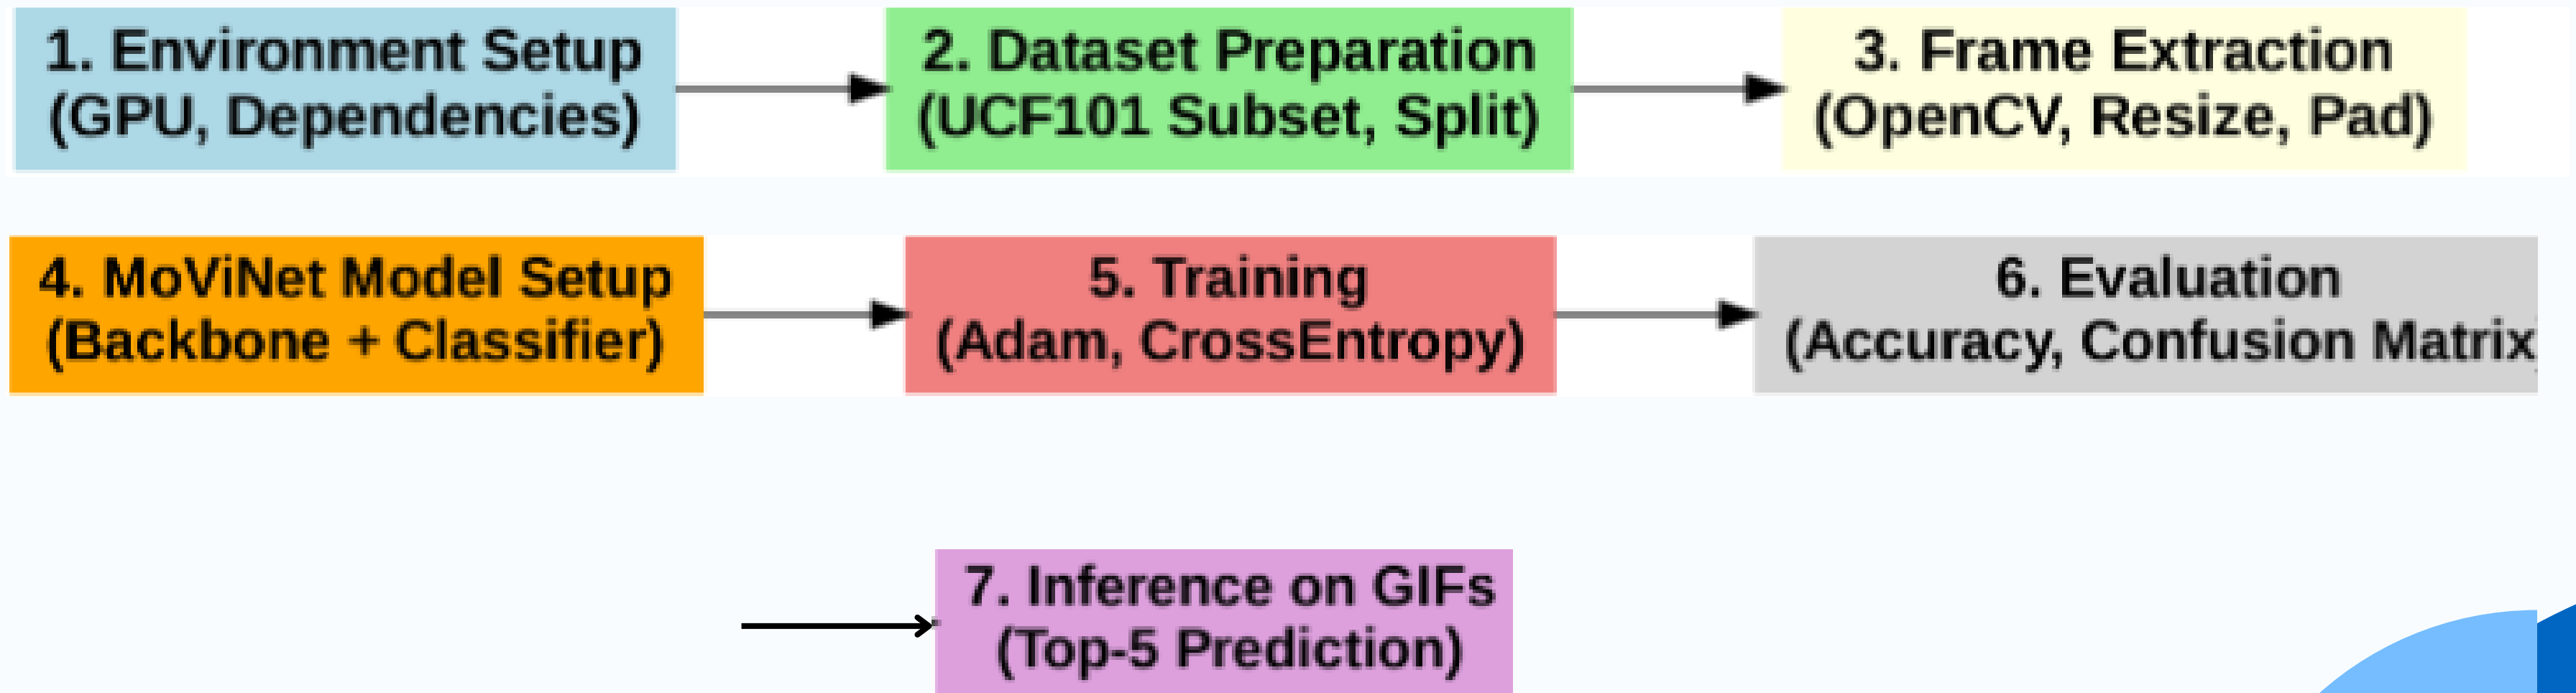 1. Environment Setup
(GPU, Dependencies)
2. Dataset Preparation
(UCF101 Subset, Split)
3. Frame Extraction
(OpenCV, Resize, Pad)
4. MoViNet Model Setup
(Backbone + Classifier)
5. Training
(Adam, CrossEntropy)
6. Evaluation
(Accuracy, Confusion Matrix)
7. Inference on GIFs
(Top-5 Prediction)